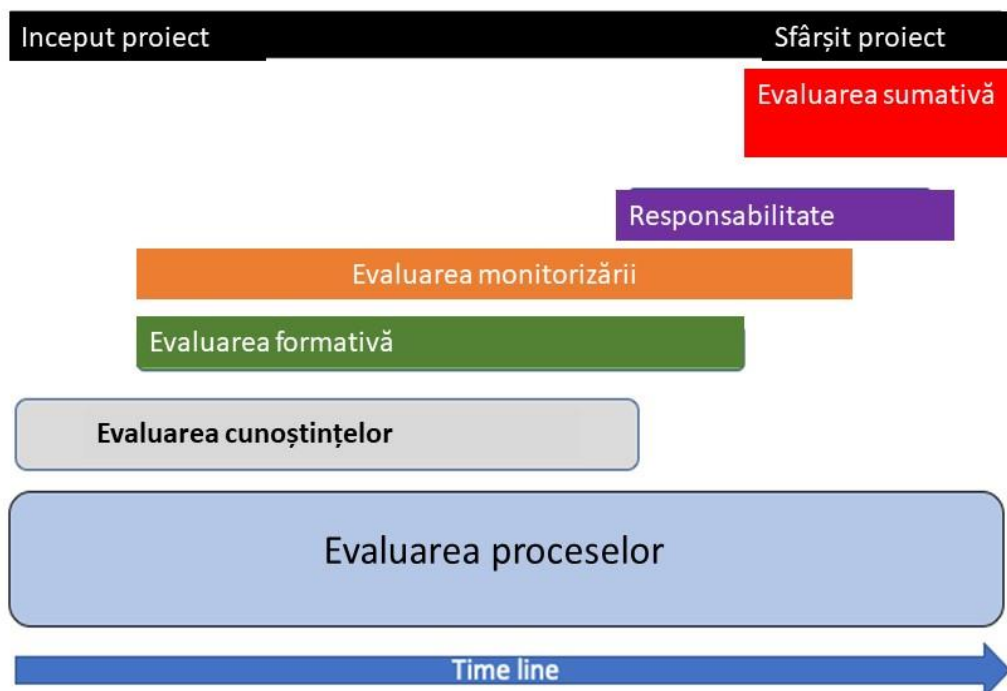 Inceput proiect
Sfârșit proiect
Evaluarea sumativă
Responsabilitate
Evaluarea monitorizării
Evaluarea formativă
Evaluarea cunoștințelor
Evaluarea proceselor
Time line